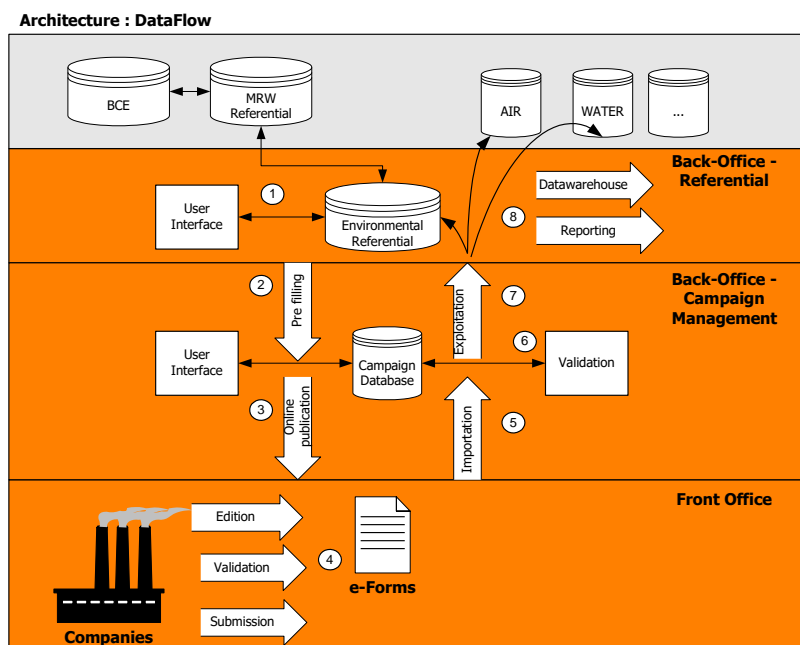 Architecture : DataFlow
BCE
MRW
Referential
AIR
WATER
...
Back-Office -
Referential
User
Interface
1
Environmental
Referential
8
Datawarehouse
Reporting
Back-Office -
Campaign
Management
2
Pre filling
Exploitation
7
User
Interface
Campaign
Database
6
Validation
3
Online
publication
Importation
5
Front Office
Edition
Validation
4
Submission
e-Forms
Companies